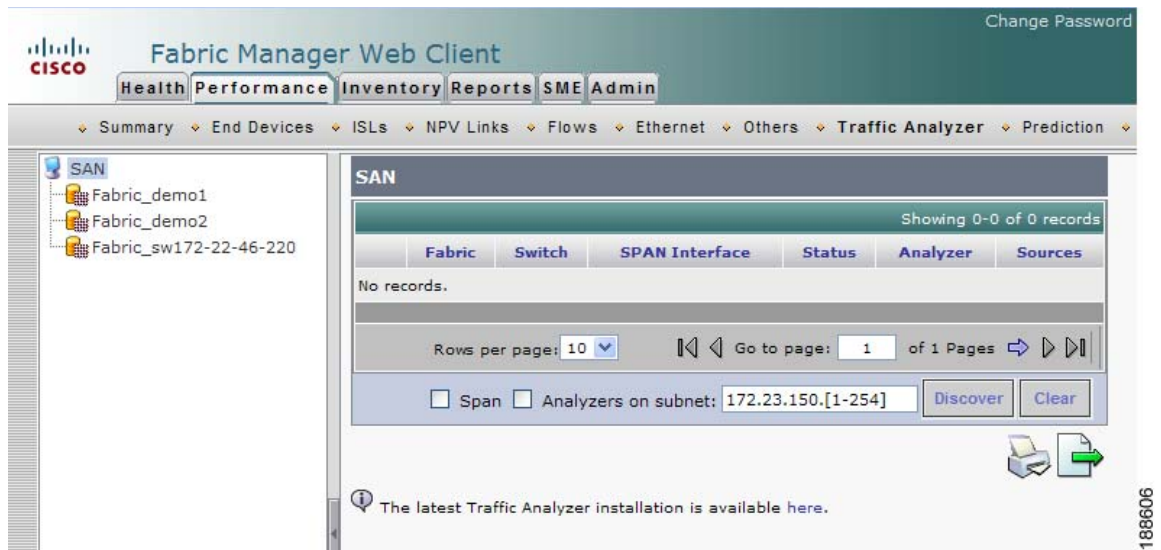 Change Password
CISCO
Fabric Manager Web Client
Health Performance Inventory Reports SME Admin
Summary End Devices ISLs NPV Links Flows Ethernet Others Traffic Analyzer Prediction
SAN
Fabric_demo1
Fabric_demo2
Fabric_sw172-22-46-220
SAN
Showing 0-0 of 0 records
Fabric Switch SPAN Interface Status Analyzer Sources
No records.
Rows per page: 10 Go to page: 1 of 1 Pages
Span Analyzers on subnet: 172.23.150.[1-254] Discover Clear
The latest Traffic Analyzer installation is available here.
188606